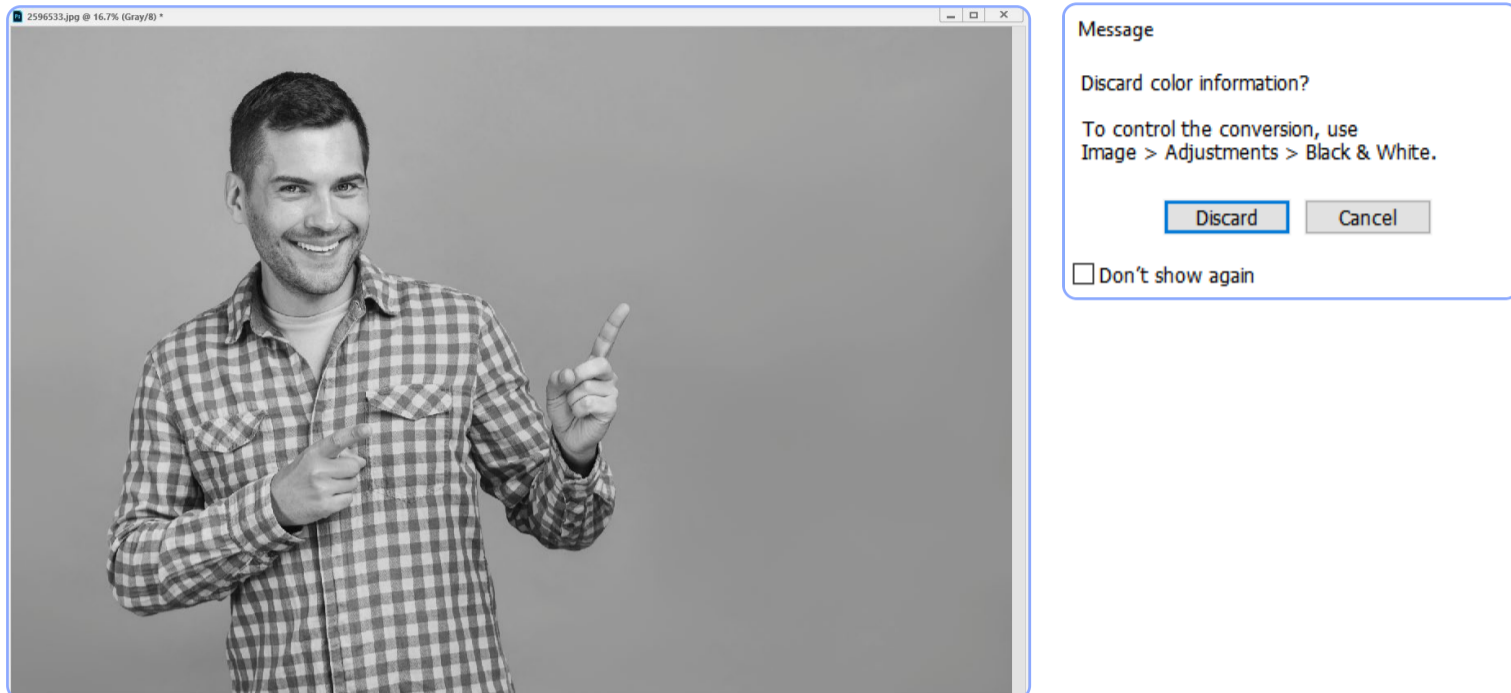 2596533.jpg @ 16.7% (Gray/8) *
Message
Discard color information?
To control the conversion, use
Image > Adjustments > Black & White.
Discard Cancel
Don't show again